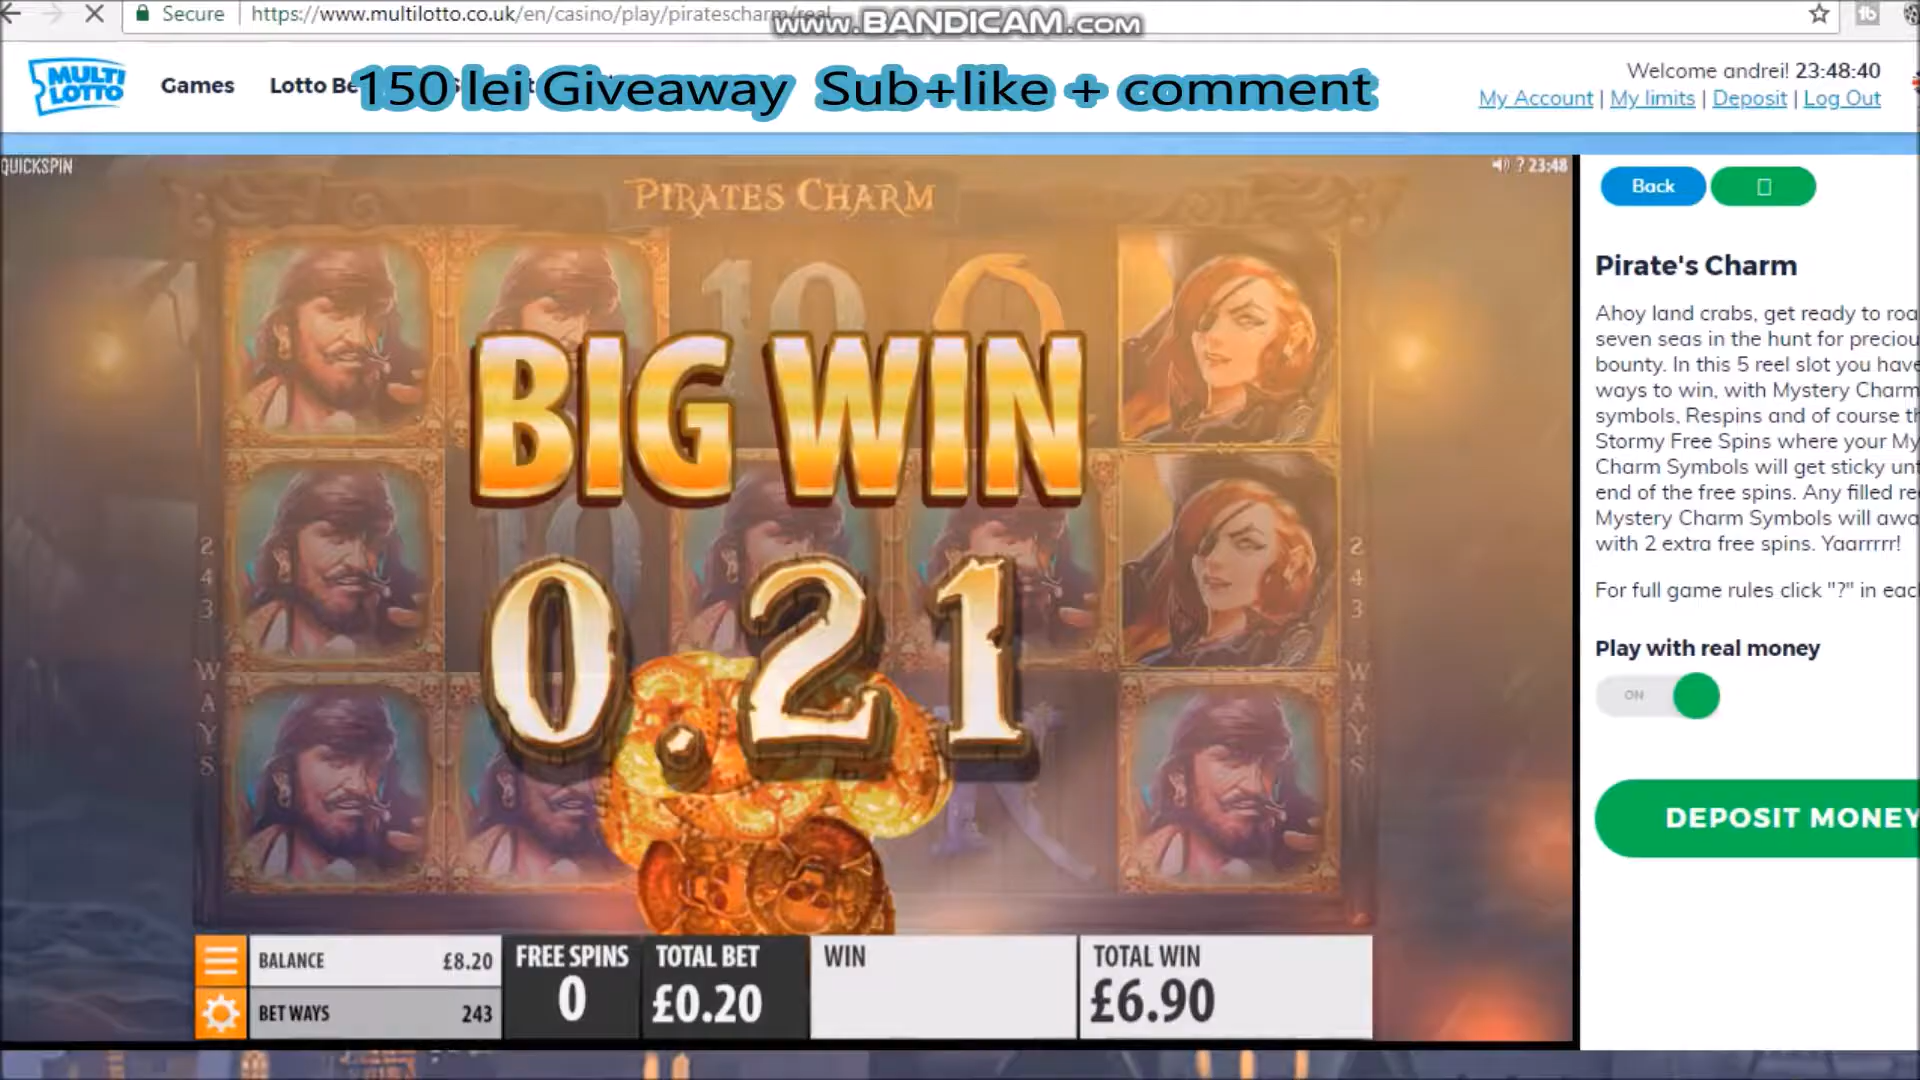 Secure
https://www.multilotto.co.uk/en/casino/play/piratescharm/real
www.BANDICAM.com
MULTI LOTTO
Games
Lotto Be
150 lei Giveaway Sub+like + comment
Welcome andrei! 23:48:40
My Account | My limits | Deposit | Log Out
QUICKSPIN
? 23:48
PIRATES CHARM
10
Q
BIG WIN
10
0.21
243 WAYS
243 WAYS
BALANCE £8.20
BET WAYS 243
FREE SPINS
0
TOTAL BET
£0.20
WIN
TOTAL WIN
£6.90
Back
Pirate's Charm
Ahoy land crabs, get ready to roa
seven seas in the hunt for preciou
bounty. In this 5 reel slot you have
ways to win, with Mystery Charm
symbols, Respins and of course th
Stormy Free Spins where your My
Charm Symbols will get sticky unt
end of the free spins. Any filled re
Mystery Charm Symbols will awa
with 2 extra free spins. Yaarrrrr!
For full game rules click "?" in eac
Play with real money
ON
DEPOSIT MONEY